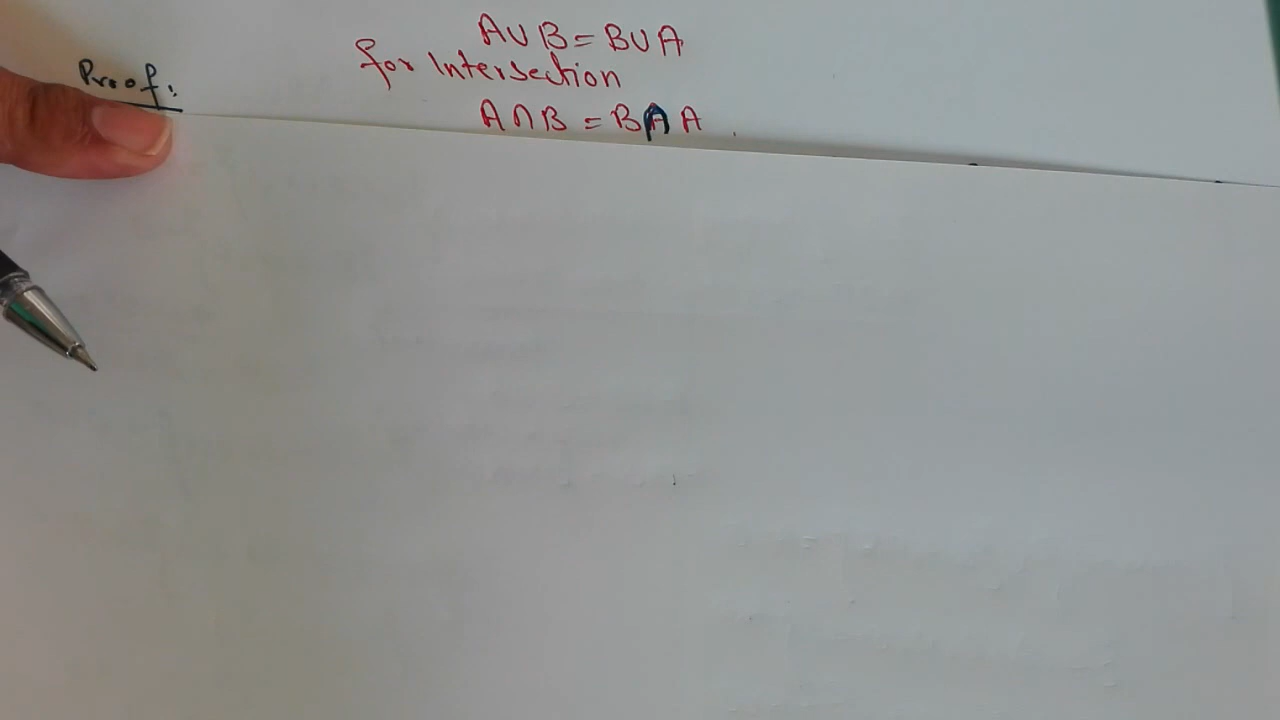 A∪B=B∪A
for Intersection
Proof:
A∩B = B∩A